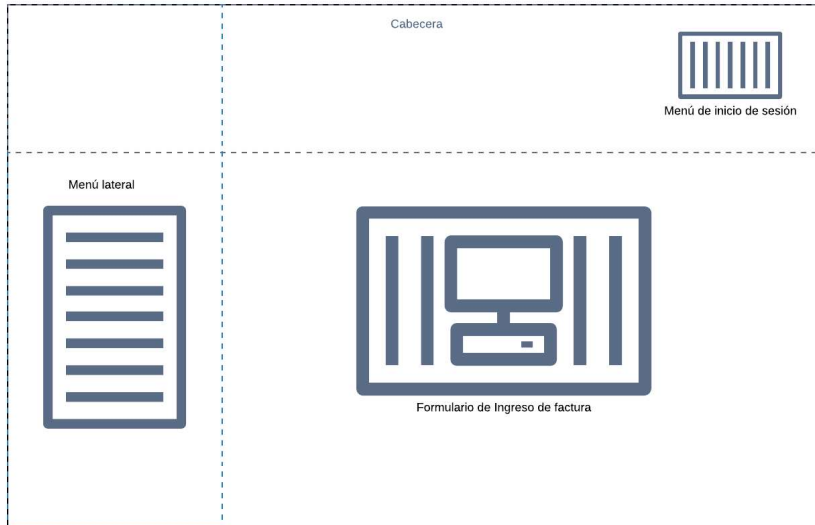 Cabecera
Menú de inicio de sesión
Menú lateral
Formulario de Ingreso de factura